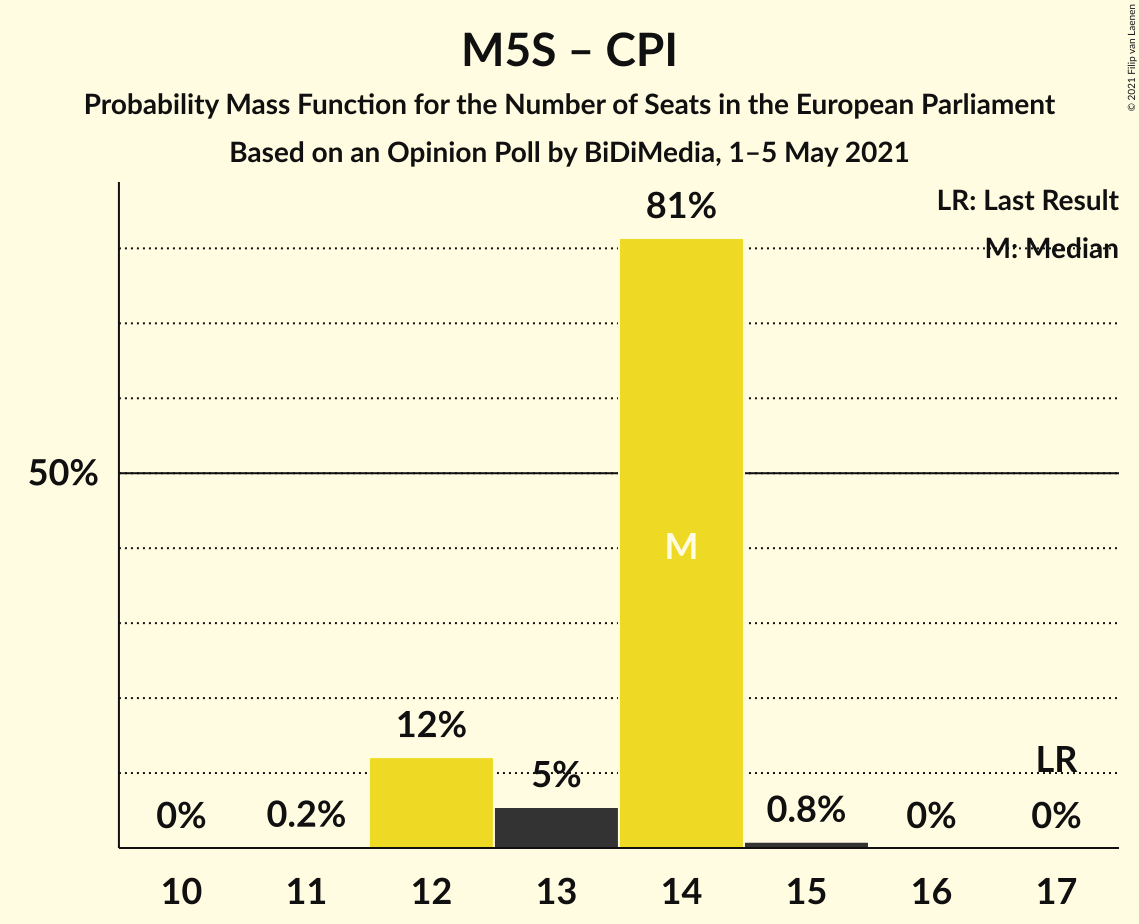 M5S – CPI
Probability Mass Function for the Number of Seats in the European Parliament
Based on an Opinion Poll by BiDiMedia, 1–5 May 2021
© 2021 Filip van Laenen
LR: Last Result
M: Median
81%
50%
M
12%
5%
LR
0%
0.2%
0.8%
0%
0%
10 11 12 13 14 15 16 17